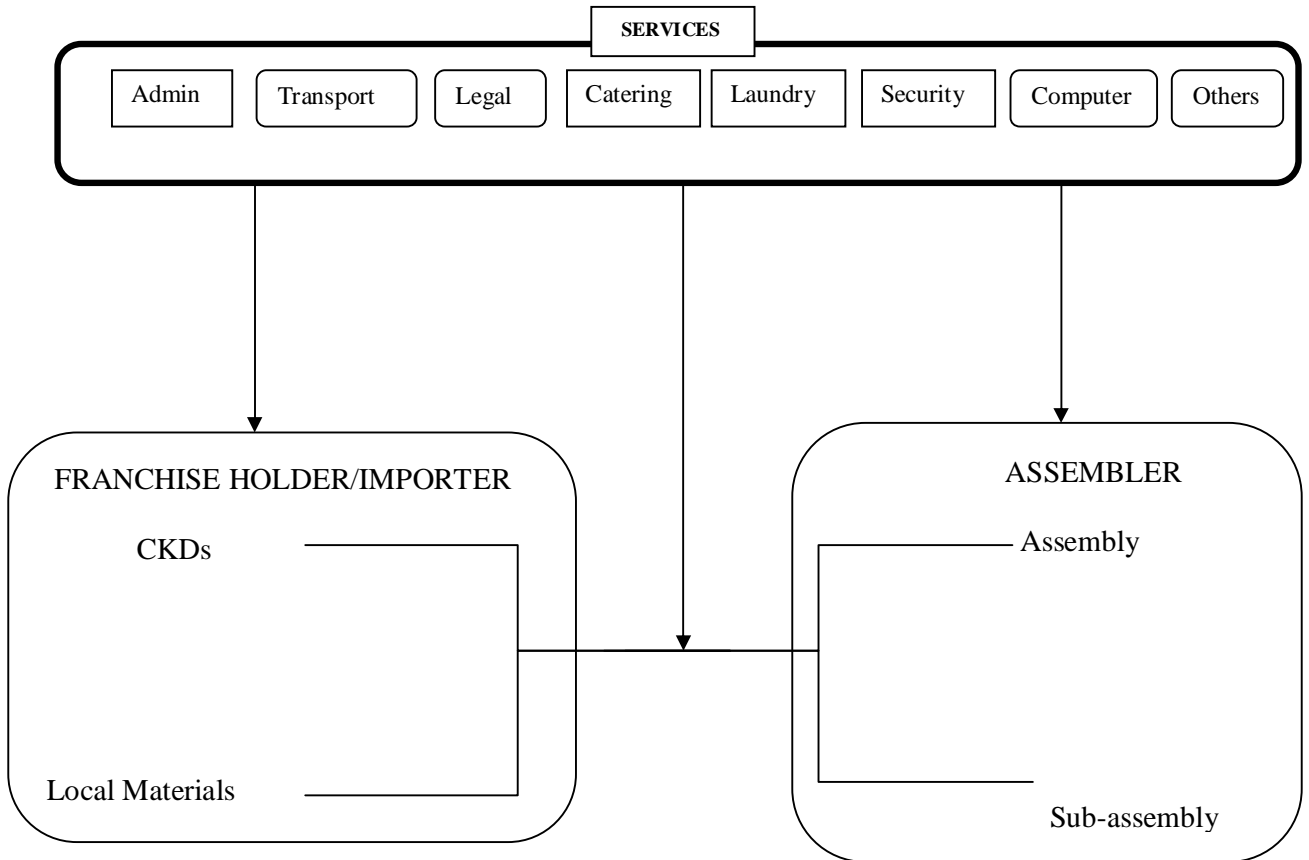 SERVICES
Admin
Transport
Legal
Catering
Laundry
Security
Computer
Others
FRANCHISE HOLDER/IMPORTER
CKDs
Local Materials
ASSEMBLER
Assembly
Sub-assembly